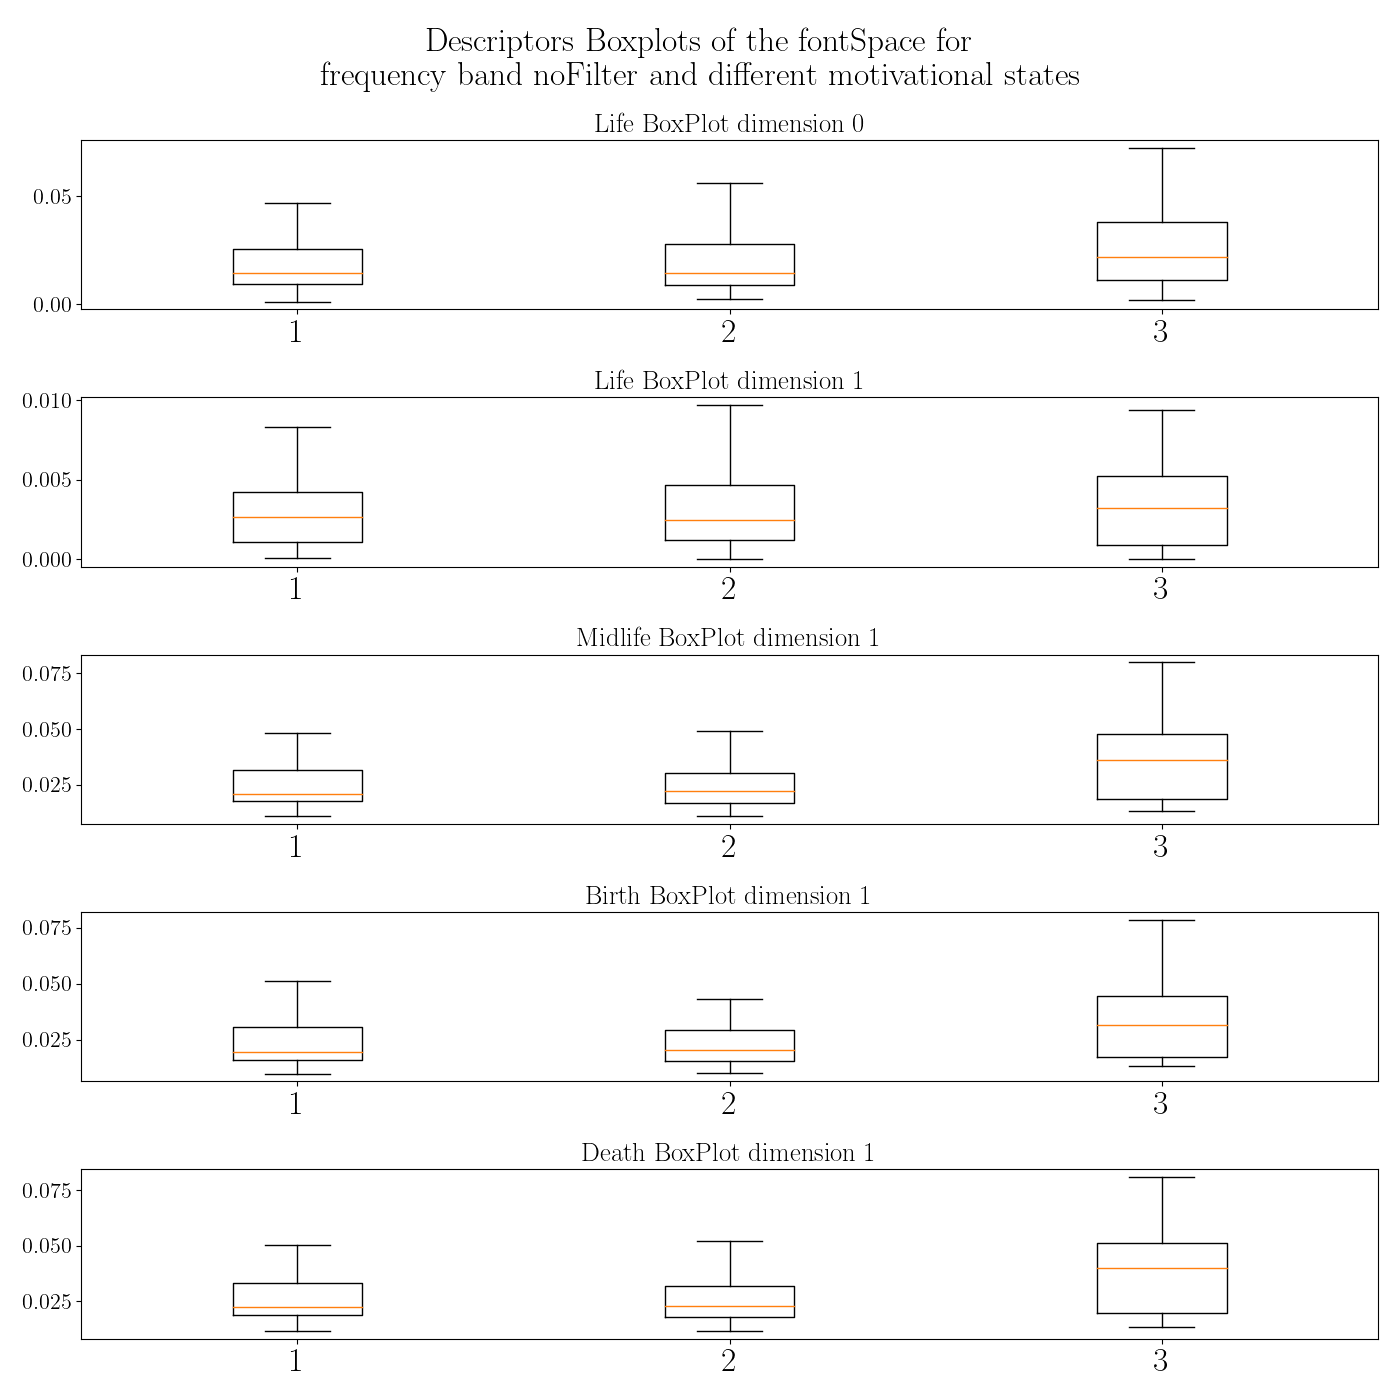 Descriptors Boxplots of the fontSpace for
frequency band noFilter and different motivational states
Life BoxPlot dimension 0
0.05
0.00
1 2 3
Life BoxPlot dimension 1
0.010
0.005
0.000
1 2 3
Midlife BoxPlot dimension 1
0.075
0.050
0.025
1 2 3
Birth BoxPlot dimension 1
0.075
0.050
0.025
1 2 3
Death BoxPlot dimension 1
0.075
0.050
0.025
1 2 3